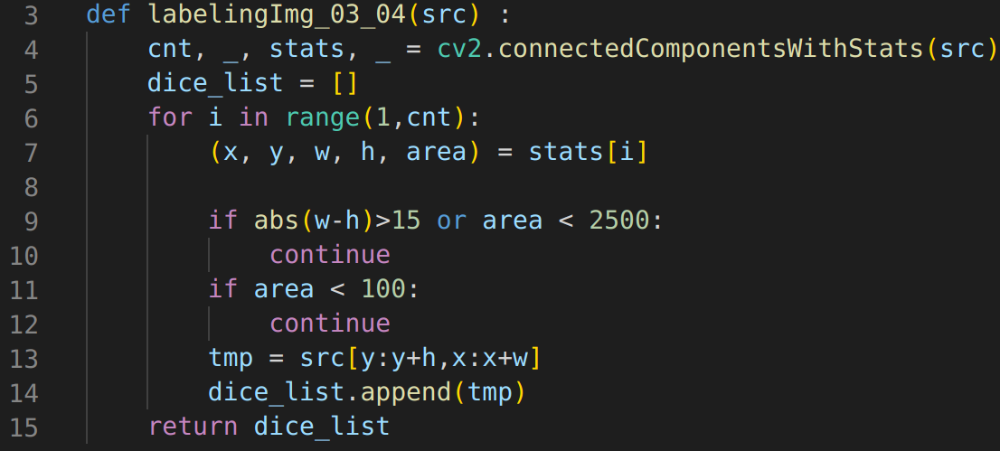 3 def labelingImg_03_04(src) :
4     cnt, _, stats, _ = cv2.connectedComponentsWithStats(src)
5     dice_list = []
6     for i in range(1,cnt):
7         (x, y, w, h, area) = stats[i]
8
9         if abs(w-h)>15 or area < 2500:
10             continue
11         if area < 100:
12             continue
13         tmp = src[y:y+h,x:x+w]
14         dice_list.append(tmp)
15     return dice_list